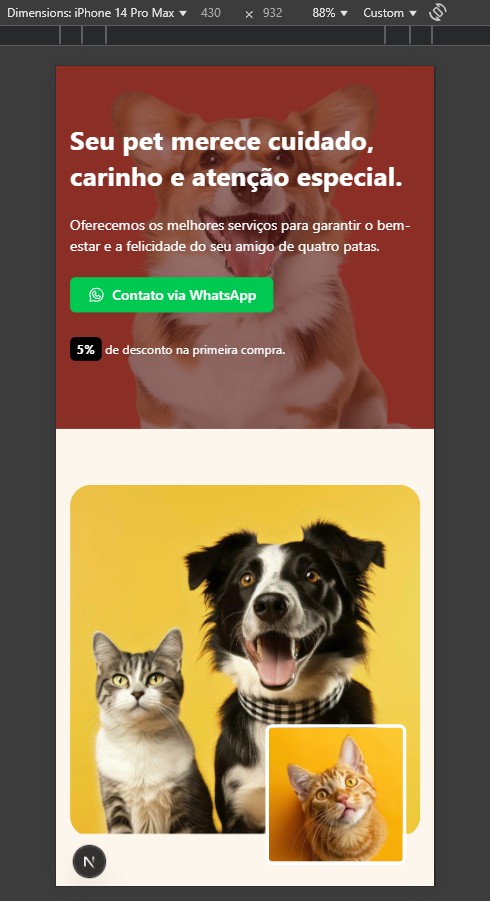 Dimensions: iPhone 14 Pro Max ▼ 430 × 932 88% ▼ Custom ▼
Seu pet merece cuidado,
carinho e atenção especial.
Oferecemos os melhores serviços para garantir o bem-
estar e a felicidade do seu amigo de quatro patas.
Contato via WhatsApp
5% de desconto na primeira compra.
N